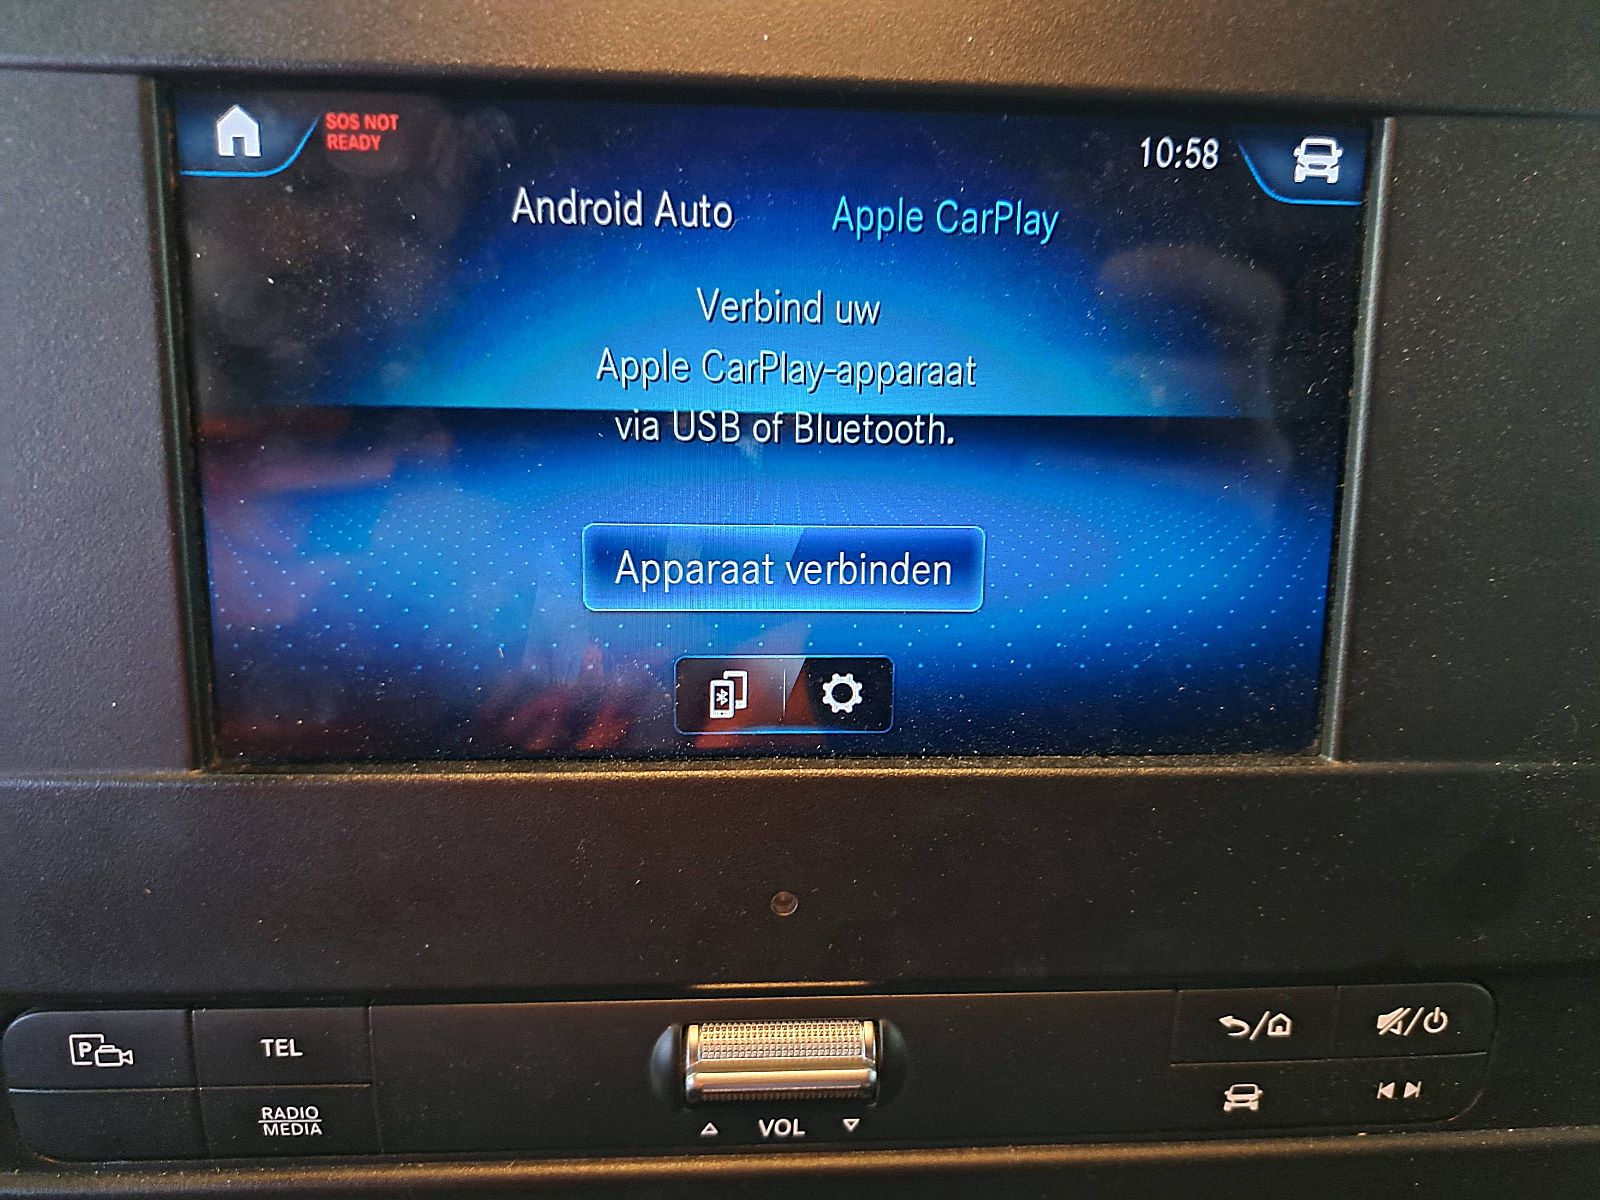 SOS NOT
READY
10:58
Android Auto
Apple CarPlay
Verbind uw
Apple CarPlay-apparaat
via USB of Bluetooth.
Apparaat verbinden
P
TEL
RADIO
MEDIA
VOL